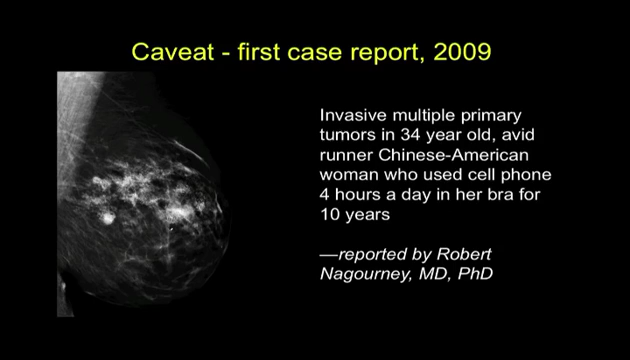 Caveat - first case report, 2009
Invasive multiple primary
tumors in 34 year old, avid
runner Chinese-American
woman who used cell phone
4 hours a day in her bra for
10 years
—reported by Robert
Nagourney, MD, PhD